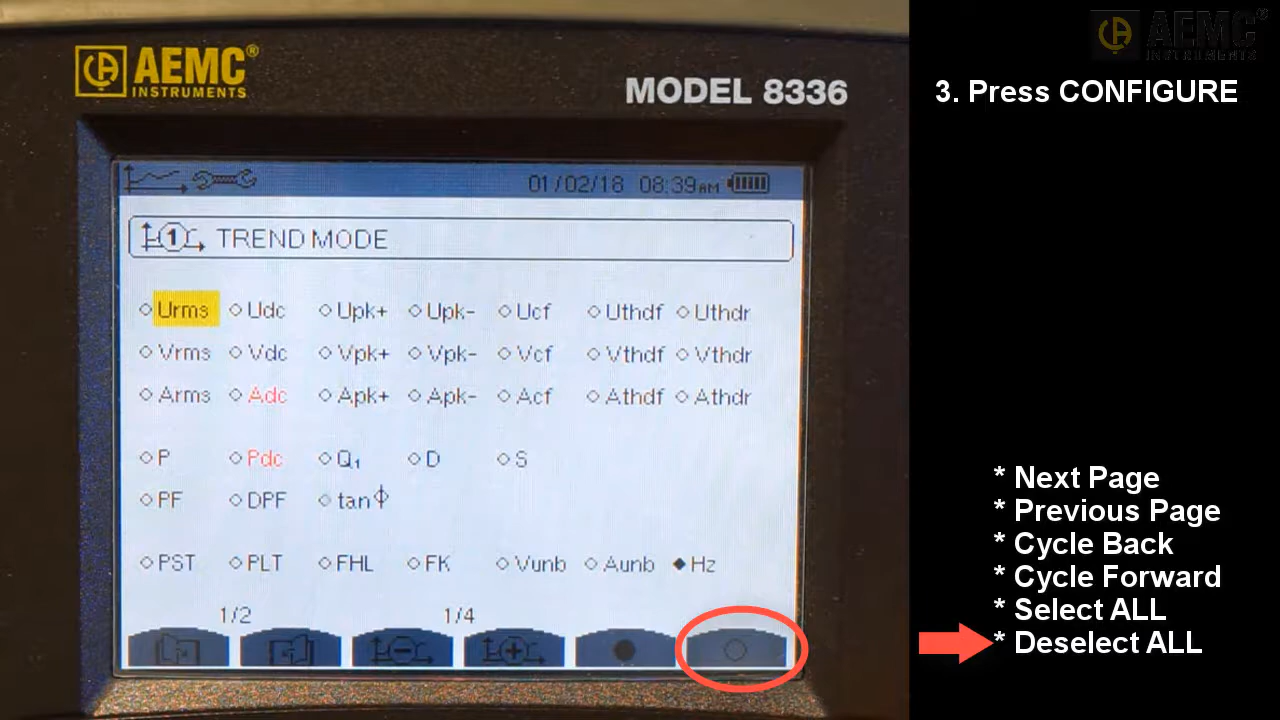 AEMC®
INSTRUMENTS
MODEL 8336
AEMC®
INSTRUMENTS
3. Press CONFIGURE
01/02/18 08:39AM
1 TREND MODE
Urms Udc Upk+ Upk- Ucf Uthdf Uthdr
Vrms Vdc Vpk+ Vpk- Vcf Vthdf Vthdr
Arms Adc Apk+ Apk- Acf Athdf Athdr
P Pdc Q₁ D S
PF DPF tanΦ
PST PLT FHL FK Vunb Aunb Hz
1/2 1/4
* Next Page
* Previous Page
* Cycle Back
* Cycle Forward
* Select ALL
* Deselect ALL